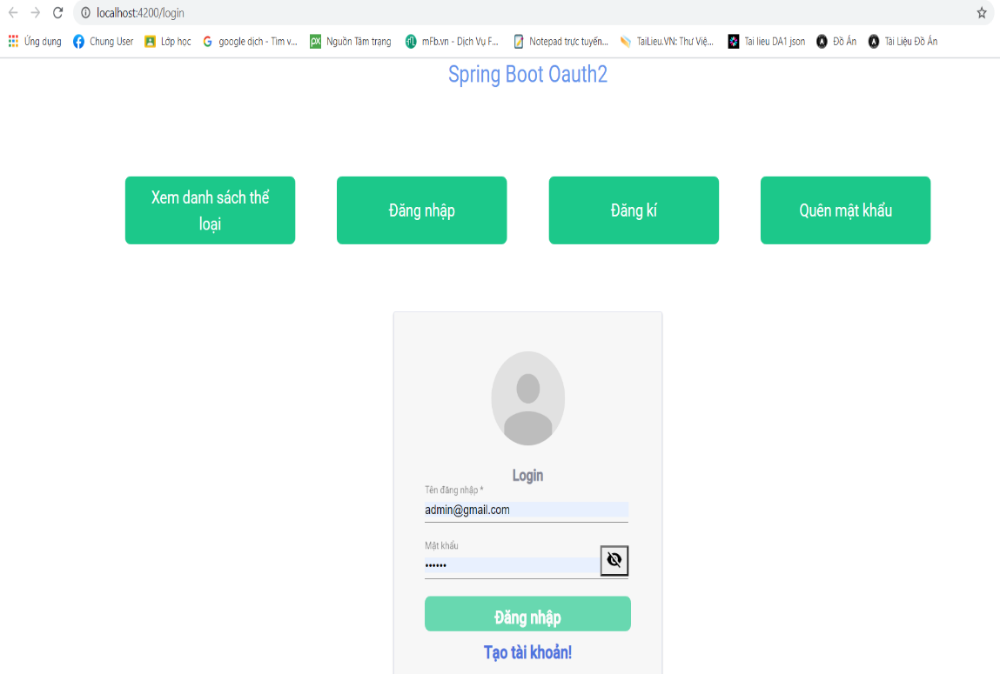 localhost:4200/login
Ứng dụng Chung User Lớp học google dich - Tìm v... Nguồn Tâm trạng mFb.vn - Dịch Vụ F... Notepad trực tuyến... TaiLieu.VN: Thư Việ... Tai lieu DA1 json Đồ Án Tài Liệu Đồ Án
Spring Boot Oauth2
Xem danh sách thể
loại
Đăng nhập
Đăng kí
Quên mật khẩu
Login
Tên đăng nhập *
admin@gmail.com
Mật khẩu
••••••
Đăng nhập
Tạo tài khoản!